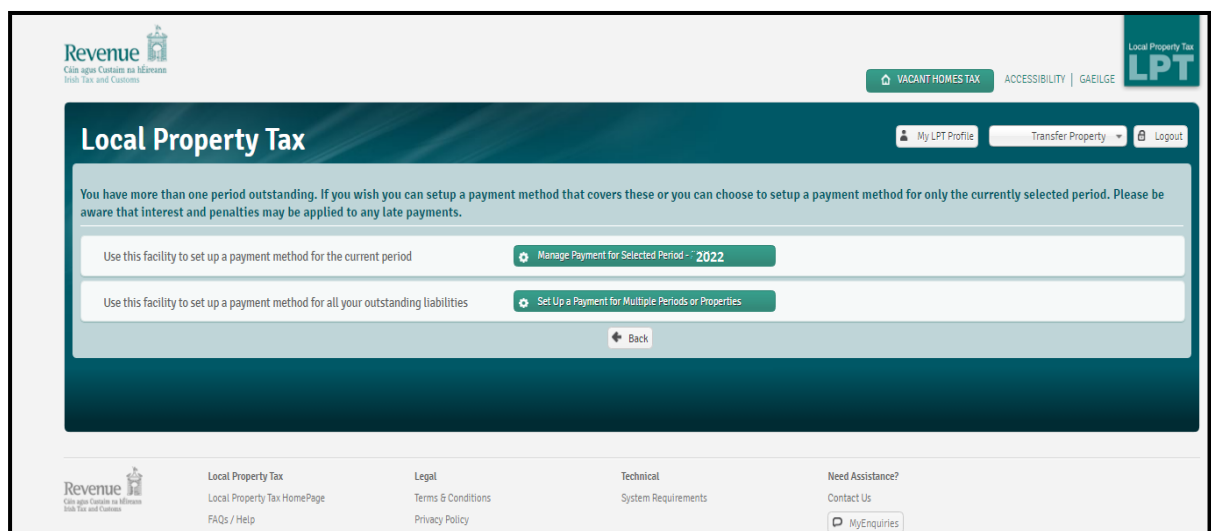 Revenue
Cáin agus Custaim na hÉireann
Irish Tax and Customs
VACANT HOMES TAX
ACCESSIBILITY | GAEILGE
Local Property Tax
LPT
Local Property Tax
My LPT Profile
Transfer Property
Logout
You have more than one period outstanding. If you wish you can setup a payment method that covers these or you can choose to setup a payment method for only the currently selected period. Please be
aware that interest and penalties may be applied to any late payments.
Use this facility to set up a payment method for the current period
Manage Payment for Selected Period - 2022
Use this facility to set up a payment method for all your outstanding liabilities
Set Up a Payment for Multiple Periods or Properties
Back
Revenue
Cáin agus Custaim na hÉireann
Irish Tax and Customs
Local Property Tax
Local Property Tax HomePage
FAQs / Help
Legal
Terms & Conditions
Privacy Policy
Technical
System Requirements
Need Assistance?
Contact Us
MyEnquiries